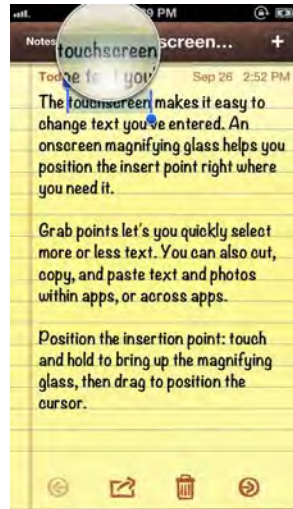 9 PM
Notes
screen...
+
touchscreen
Sep 26 2:52 PM
The touchscreen makes it easy to
change text you've entered. An
onscreen magnifying glass helps you
position the insert point right where
you need it.
Grab points let's you quickly select
more or less text. You can also cut,
copy, and paste text and photos
within apps, or across apps.
Position the insertion point: touch
and hold to bring up the magnifying
glass, then drag to position the
cursor.